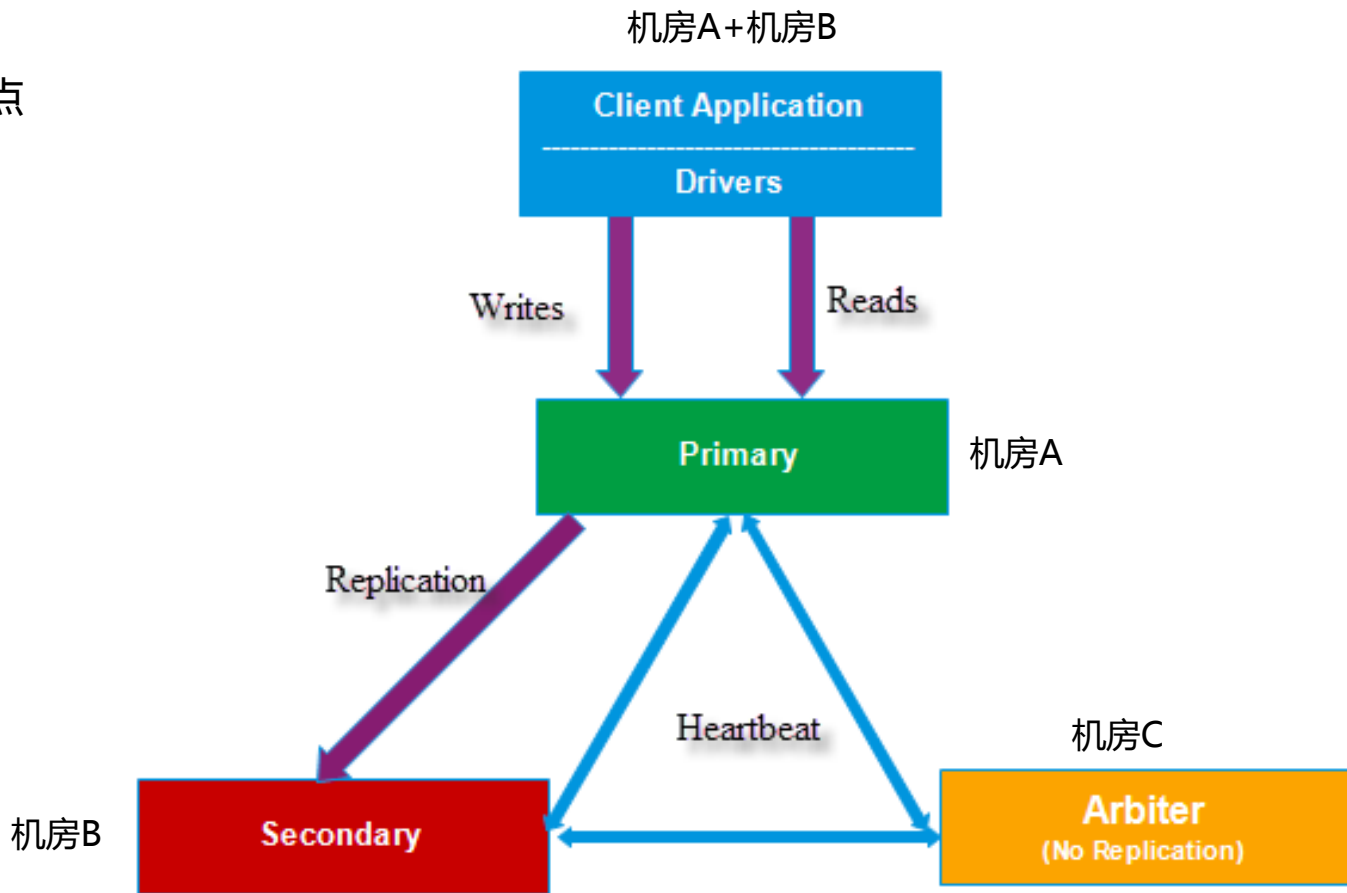 机房A+机房B
点
Client Application
Drivers
Writes
Reads
Primary
机房A
Replication
Heartbeat
机房C
机房B
Secondary
Arbiter
(No Replication)